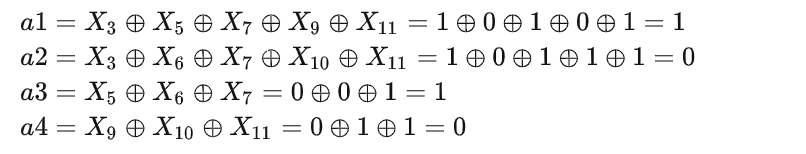 a1 = X₃ ⊕ X₅ ⊕ X₇ ⊕ X₉ ⊕ X₁₁ = 1 ⊕ 0 ⊕ 1 ⊕ 0 ⊕ 1 = 1
a2 = X₃ ⊕ X₆ ⊕ X₇ ⊕ X₁₀ ⊕ X₁₁ = 1 ⊕ 0 ⊕ 1 ⊕ 1 ⊕ 1 = 0
a3 = X₅ ⊕ X₆ ⊕ X₇ = 0 ⊕ 0 ⊕ 1 = 1
a4 = X₉ ⊕ X₁₀ ⊕ X₁₁ = 0 ⊕ 1 ⊕ 1 = 0